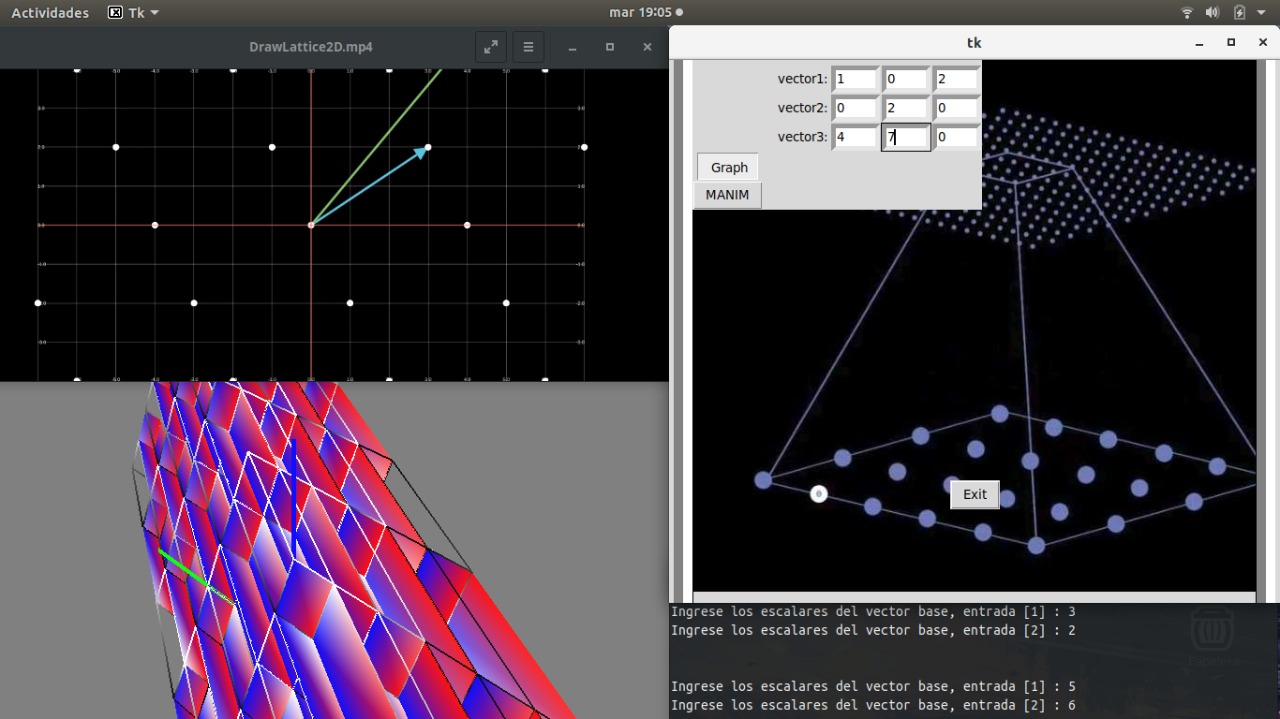 Actividades Tk mar 19:05
DrawLattice2D.mp4
tk
vector1: 1 0 2
vector2: 0 2 0
vector3: 4 7 0
Graph
MANIM
Exit
Ingrese los escalares del vector base, entrada [1] : 3
Ingrese los escalares del vector base, entrada [2] : 2
Papelera
Ingrese los escalares del vector base, entrada [1] : 5
Ingrese los escalares del vector base, entrada [2] : 6